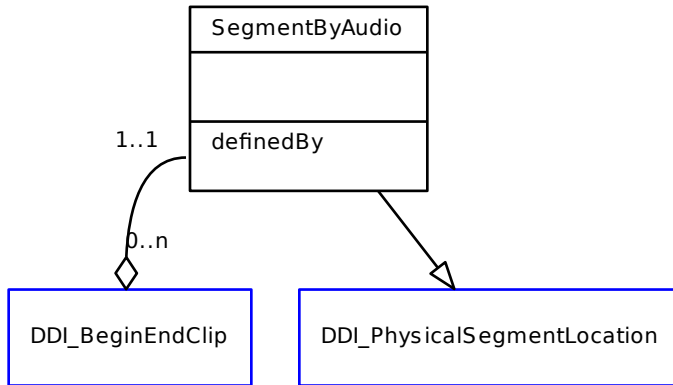 SegmentByAudio
1..1
definedBy
0..n
DDI_BeginEndClip
DDI_PhysicalSegmentLocation